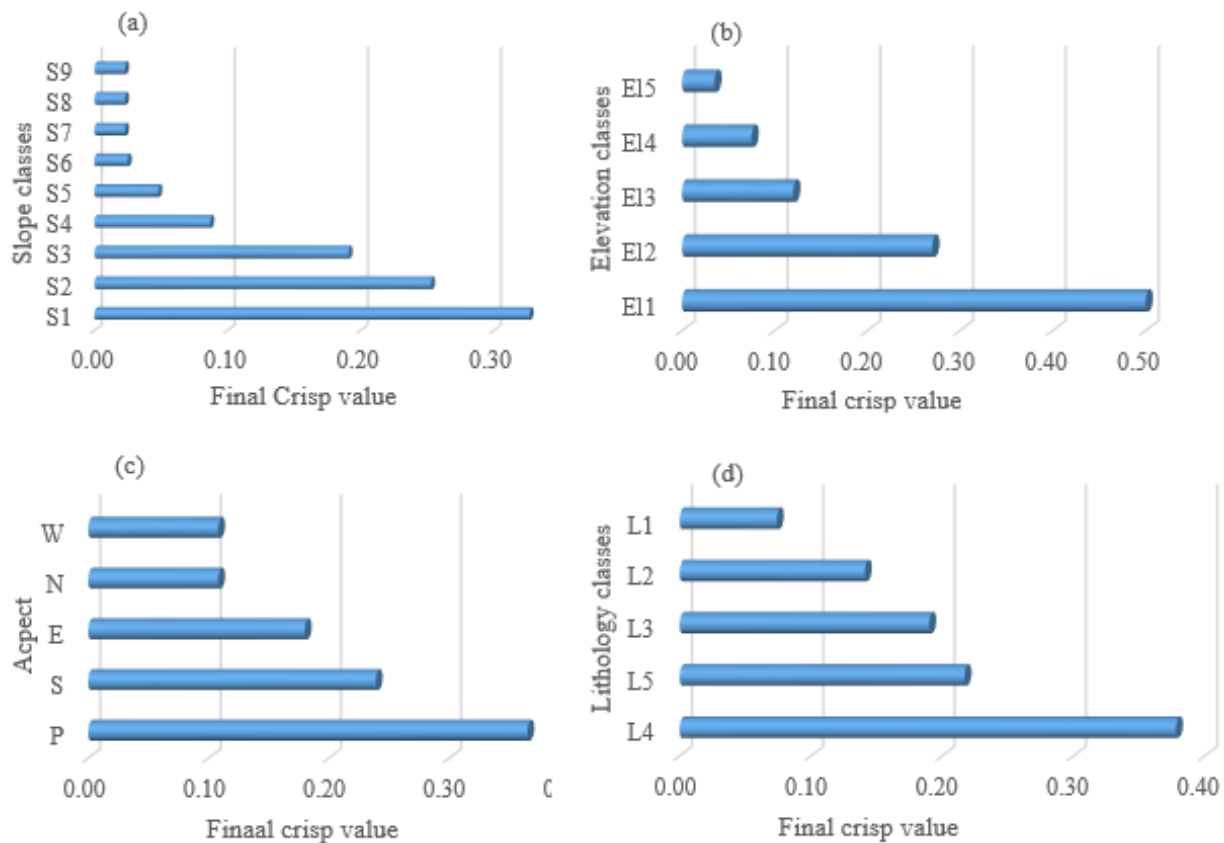 (a)
Slope classes
S9
S8
S7
S6
S5
S4
S3
S2
S1
0.00 0.10 0.20 0.30
Final Crisp value
(b)
Elevation classes
El5
El4
El3
El2
El1
0.00 0.10 0.20 0.30 0.40 0.50
Final crisp value
(c)
Acpect
W
N
E
S
P
0.00 0.10 0.20 0.30
Finaal crisp value
(d)
Lithology classes
L1
L2
L3
L5
L4
0.00 0.10 0.20 0.30 0.40
Final crisp value